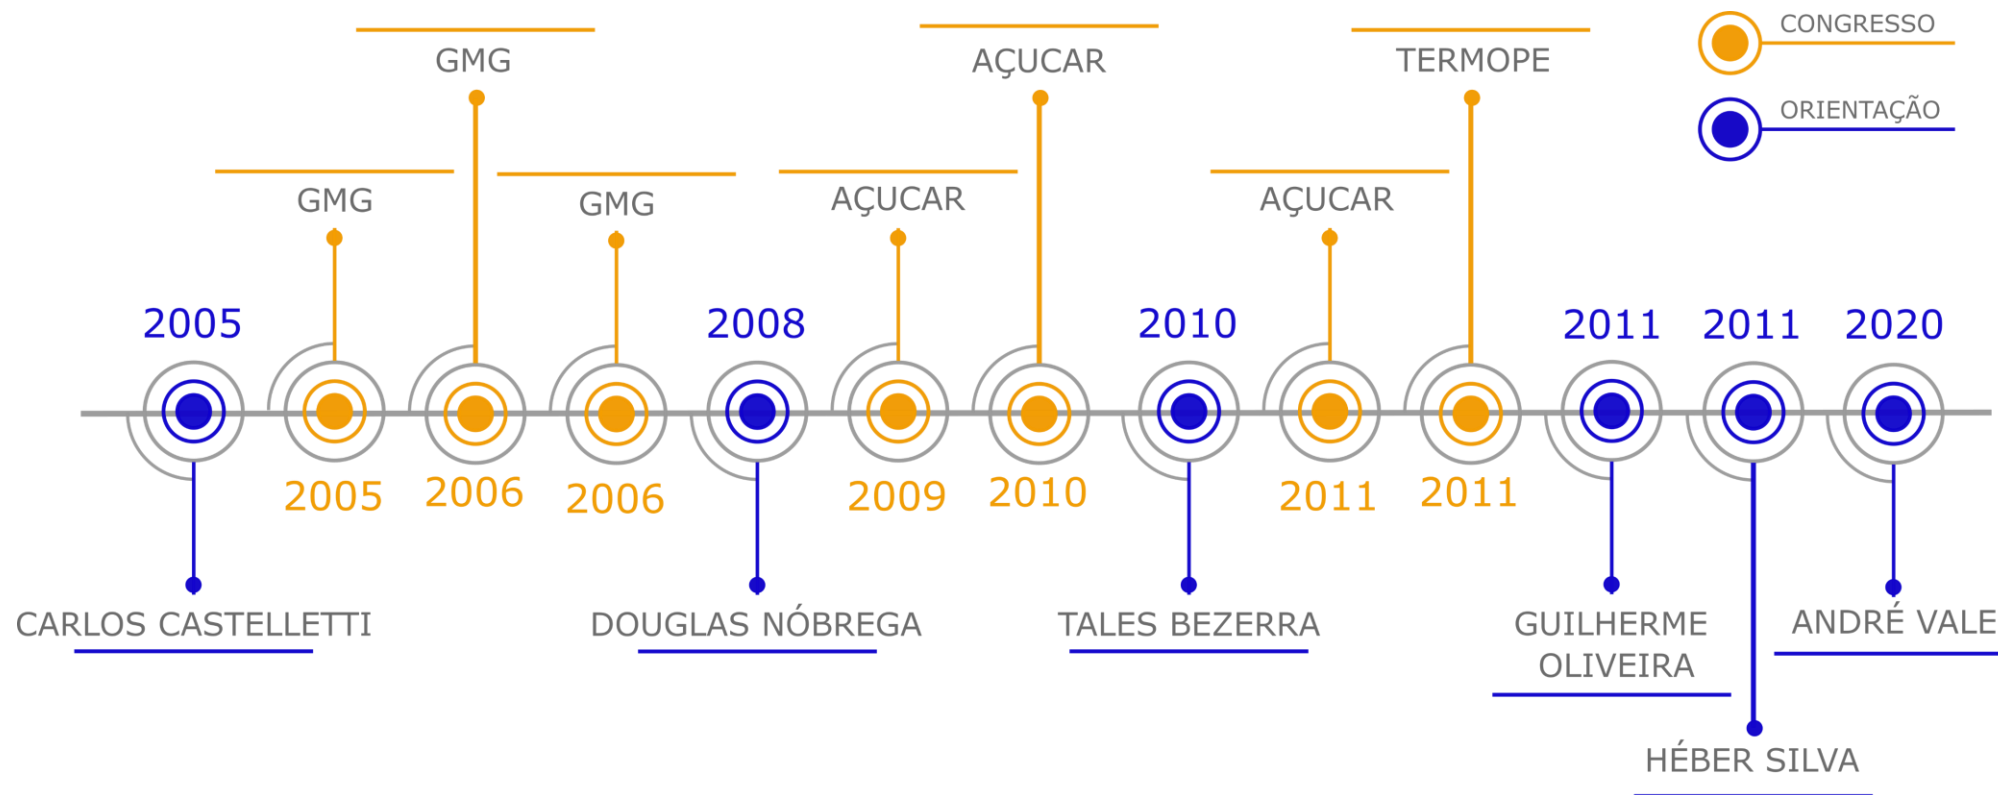 CONGRESSO
ORIENTAÇÃO
GMG
AÇUCAR
TERMOPE
GMG
GMG
AÇUCAR
AÇUCAR
2005
2008
2010
2011
2011
2020
2005
2006
2006
2009
2010
2011
2011
CARLOS CASTELLETTI
DOUGLAS NÓBREGA
TALES BEZERRA
GUILHERME
OLIVEIRA
ANDRÉ VALE
HÉBER SILVA